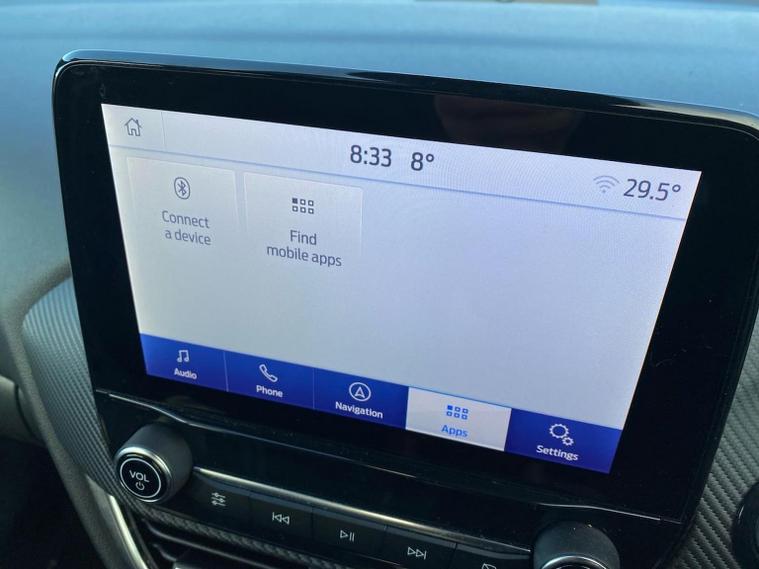 8:33 8°
29.5°
Connect
a device
Find
mobile apps
Audio
Phone
Navigation
Apps
Settings
VOL